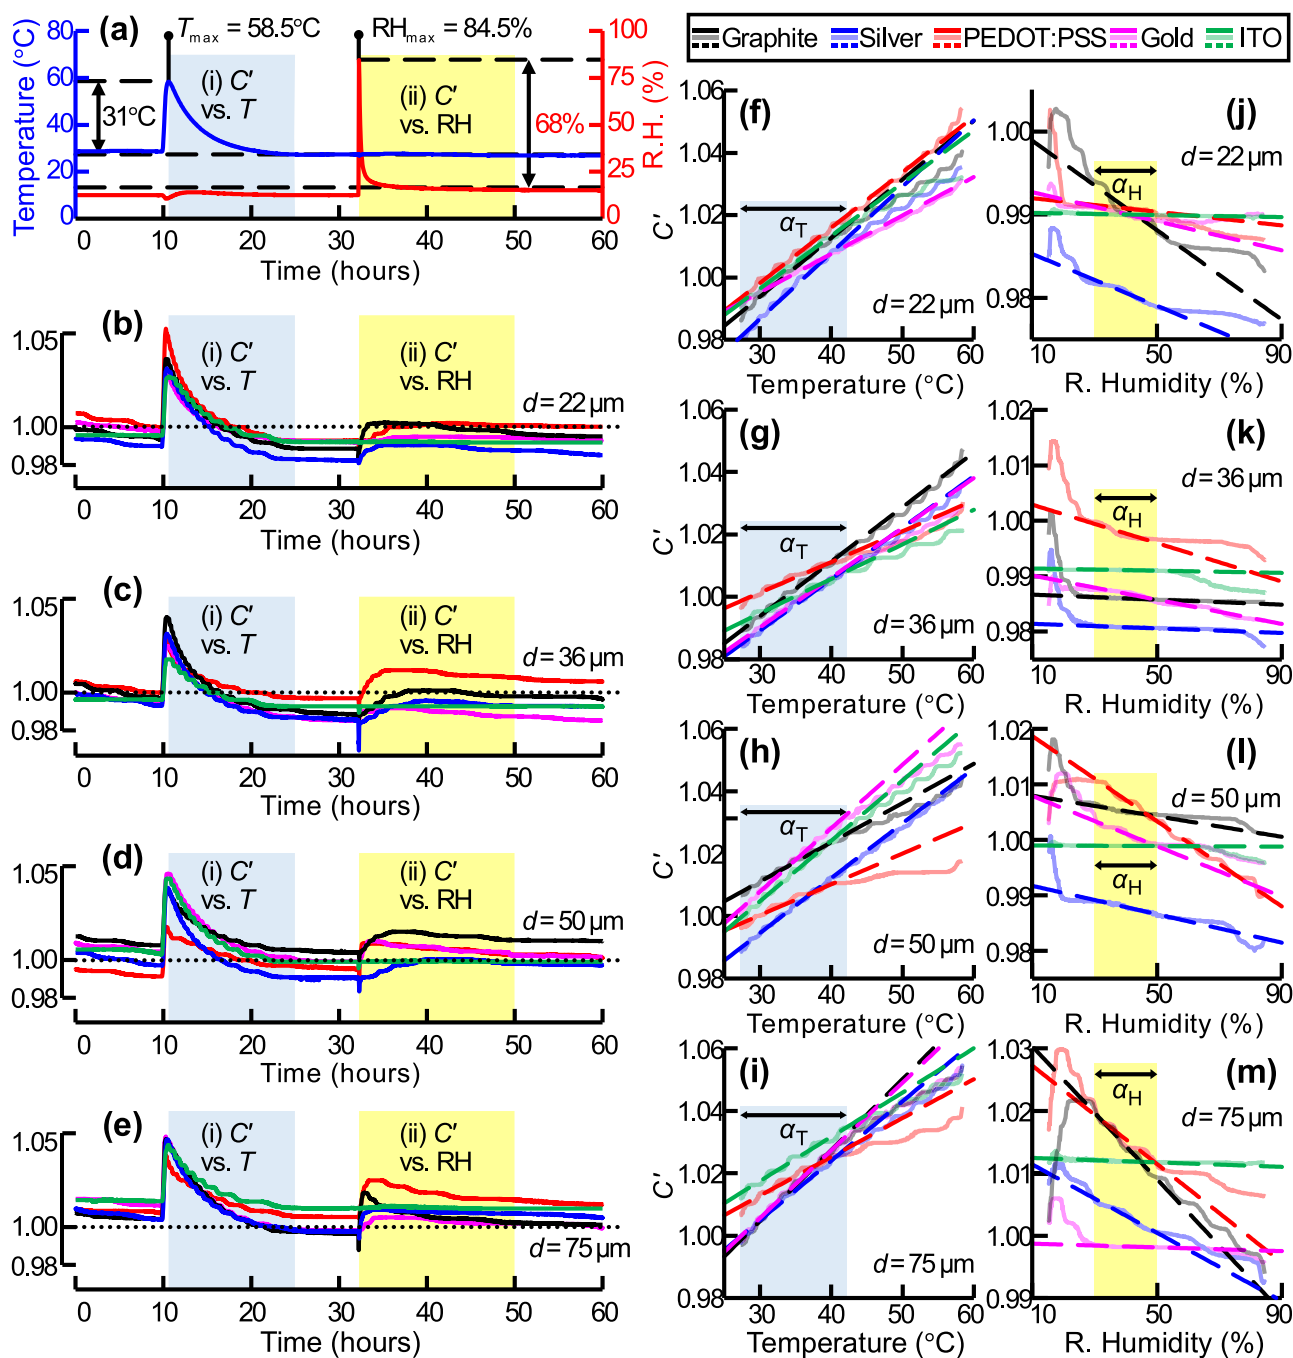 Graphite Silver PEDOT:PSS Gold ITO
(a) Tmax = 58.5°C RHmax = 84.5%
Temperature (°C)
80
60
40
20
0
31°C
(i) C′
vs. T
(ii) C′
vs. RH
68%
100
75
50
25
0
R.H. (%)
0 10 20 30 40 50 60
Time (hours)
(b)
1.05
1.00
0.98
(i) C′
vs. T
(ii) C′
vs. RH
d = 22 µm
0 10 20 30 40 50 60
Time (hours)
(c)
1.05
1.00
0.98
(i) C′
vs. T
(ii) C′
vs. RH
d = 36 µm
0 10 20 30 40 50 60
Time (hours)
(d)
1.05
1.00
0.98
(i) C′
vs. T
(ii) C′
vs. RH
d = 50 µm
0 10 20 30 40 50 60
Time (hours)
(e)
1.05
1.00
0.98
(i) C′
vs. T
(ii) C′
vs. RH
d = 75 µm
0 10 20 30 40 50 60
Time (hours)
(f)
1.06
1.04
1.02
1.00
0.98
C′
αT
d = 22 µm
30 40 50 60
Temperature (°C)
(g)
1.06
1.04
1.02
1.00
0.98
C′
αT
d = 36 µm
30 40 50 60
Temperature (°C)
(h)
1.06
1.04
1.02
1.00
0.98
C′
αT
d = 50 µm
30 40 50 60
Temperature (°C)
(i)
1.06
1.04
1.02
1.00
0.98
C′
αT
d = 75 µm
30 40 50 60
Temperature (°C)
(j)
1.00
0.99
0.98
d = 22 µm
αH
10 50 90
R. Humidity (%)
(k)
1.02
1.01
1.00
0.99
0.98
d = 36 µm
αH
10 50 90
R. Humidity (%)
(l)
1.02
1.01
1.00
0.99
0.98
d = 50 µm
αH
10 50 90
R. Humidity (%)
(m)
1.03
1.02
1.01
1.00
0.99
αH
d = 75 µm
10 50 90
R. Humidity (%)